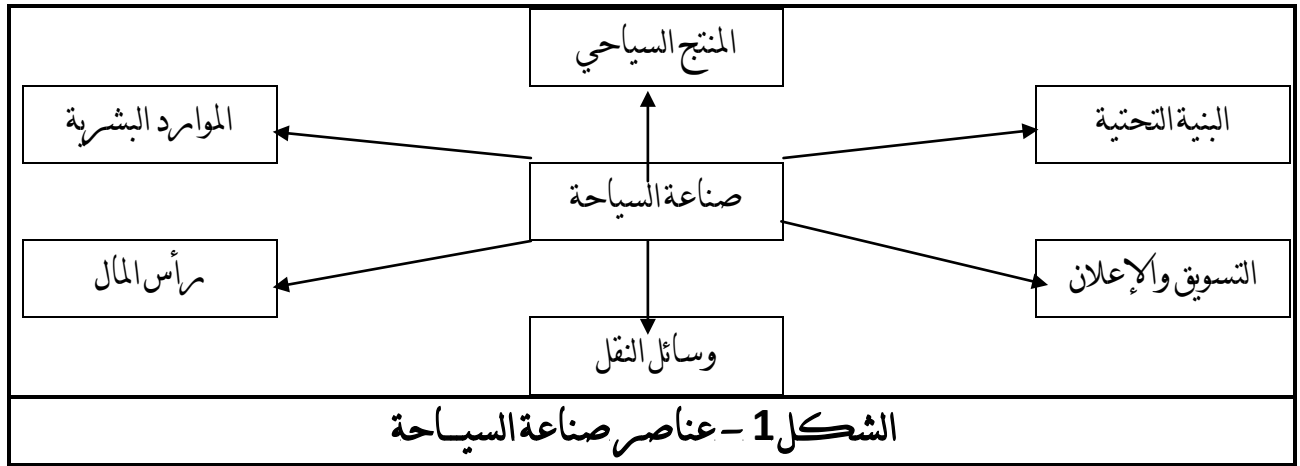 المنتج السياحي
البنية التحتية
الموارد البشرية
صناعة السياحة
التسويق والإعلان
رأس المال
وسائل النقل
الشكل 1 – عناصر صناعة السياحة